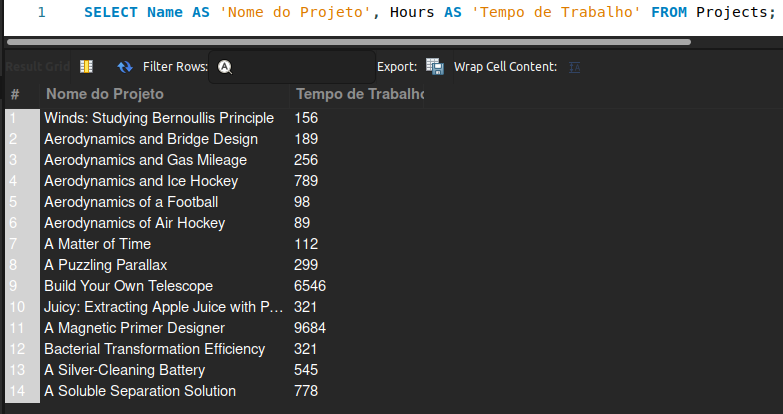 1 SELECT Name AS 'Nome do Projeto', Hours AS 'Tempo de Trabalho' FROM Projects;
Result Grid Filter Rows: Export: Wrap Cell Content:
# Nome do Projeto Tempo de Trabalho
1 Winds: Studying Bernoullis Principle 156
2 Aerodynamics and Bridge Design 189
3 Aerodynamics and Gas Mileage 256
4 Aerodynamics and Ice Hockey 789
5 Aerodynamics of a Football 98
6 Aerodynamics of Air Hockey 89
7 A Matter of Time 112
8 A Puzzling Parallax 299
9 Build Your Own Telescope 6546
10 Juicy: Extracting Apple Juice with P... 321
11 A Magnetic Primer Designer 9684
12 Bacterial Transformation Efficiency 321
13 A Silver-Cleaning Battery 545
14 A Soluble Separation Solution 778